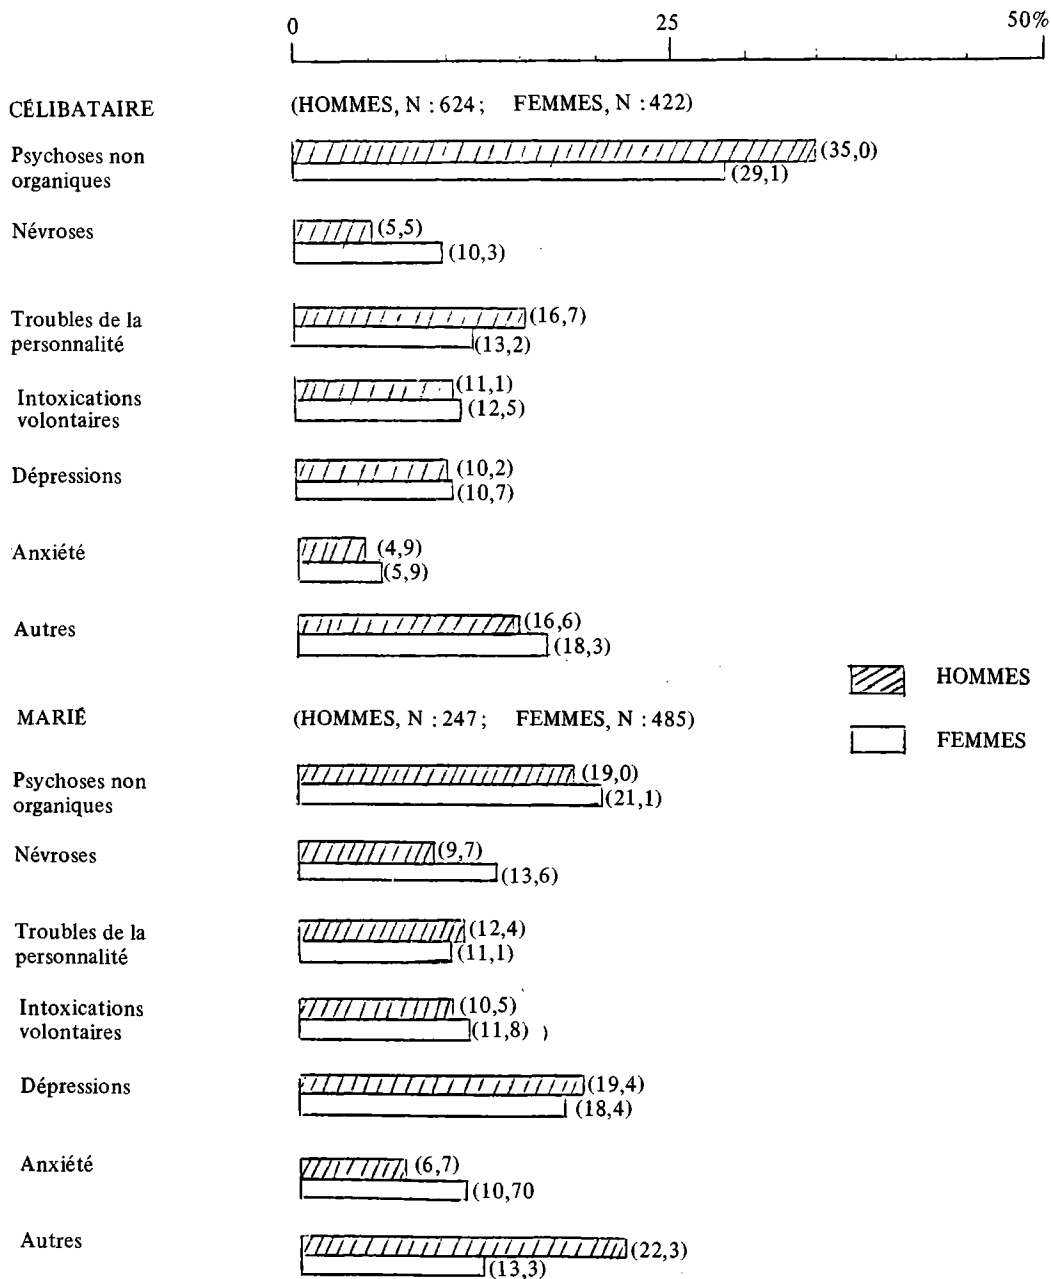 0 25 50%
CÉLIBATAIRE (HOMMES, N : 624; FEMMES, N : 422)
Psychoses non
organiques
(35,0)
(29,1)
Névroses (5,5)
(10,3)
Troubles de la
personnalité
(16,7)
(13,2)
Intoxications
volontaires
(11,1)
(12,5)
Dépressions (10,2)
(10,7)
Anxiété (4,9)
(5,9)
Autres (16,6)
(18,3)
HOMMES
FEMMES
MARIÉ (HOMMES, N : 247; FEMMES, N : 485)
Psychoses non
organiques
(19,0)
(21,1)
Névroses (9,7)
(13,6)
Troubles de la
personnalité
(12,4)
(11,1)
Intoxications
volontaires
(10,5)
(11,8) )
Dépressions (19,4)
(18,4)
Anxiété (6,7)
(10,70
Autres (22,3)
(13,3)